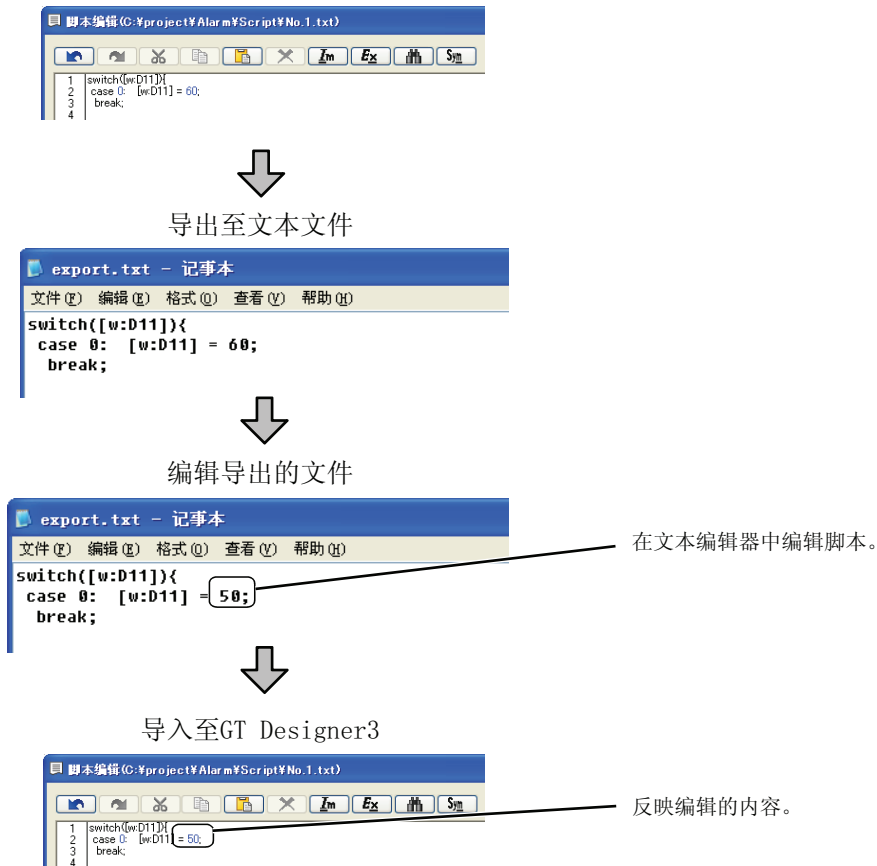 脚本编辑(C:¥project¥Alarm¥Script¥No.1.txt)
Im Ex Sym
1 switch([w:D11]){
2 case 0: [w:D11] = 60;
3 break;
4
导出至文本文件
export.txt - 记事本
文件(F) 编辑(E) 格式(O) 查看(V) 帮助(H)
switch([w:D11]){
case 0: [w:D11] = 60;
break;
编辑导出的文件
export.txt - 记事本
文件(F) 编辑(E) 格式(O) 查看(V) 帮助(H)
在文本编辑器中编辑脚本。
switch([w:D11]){
case 0: [w:D11] = 50;
break;
导入至GT Designer3
脚本编辑(C:¥project¥Alarm¥Script¥No.1.txt)
Im Ex Sym
反映编辑的内容。
1 switch([w:D11]){
2 case 0: [w:D11] = 50;
3 break;
4